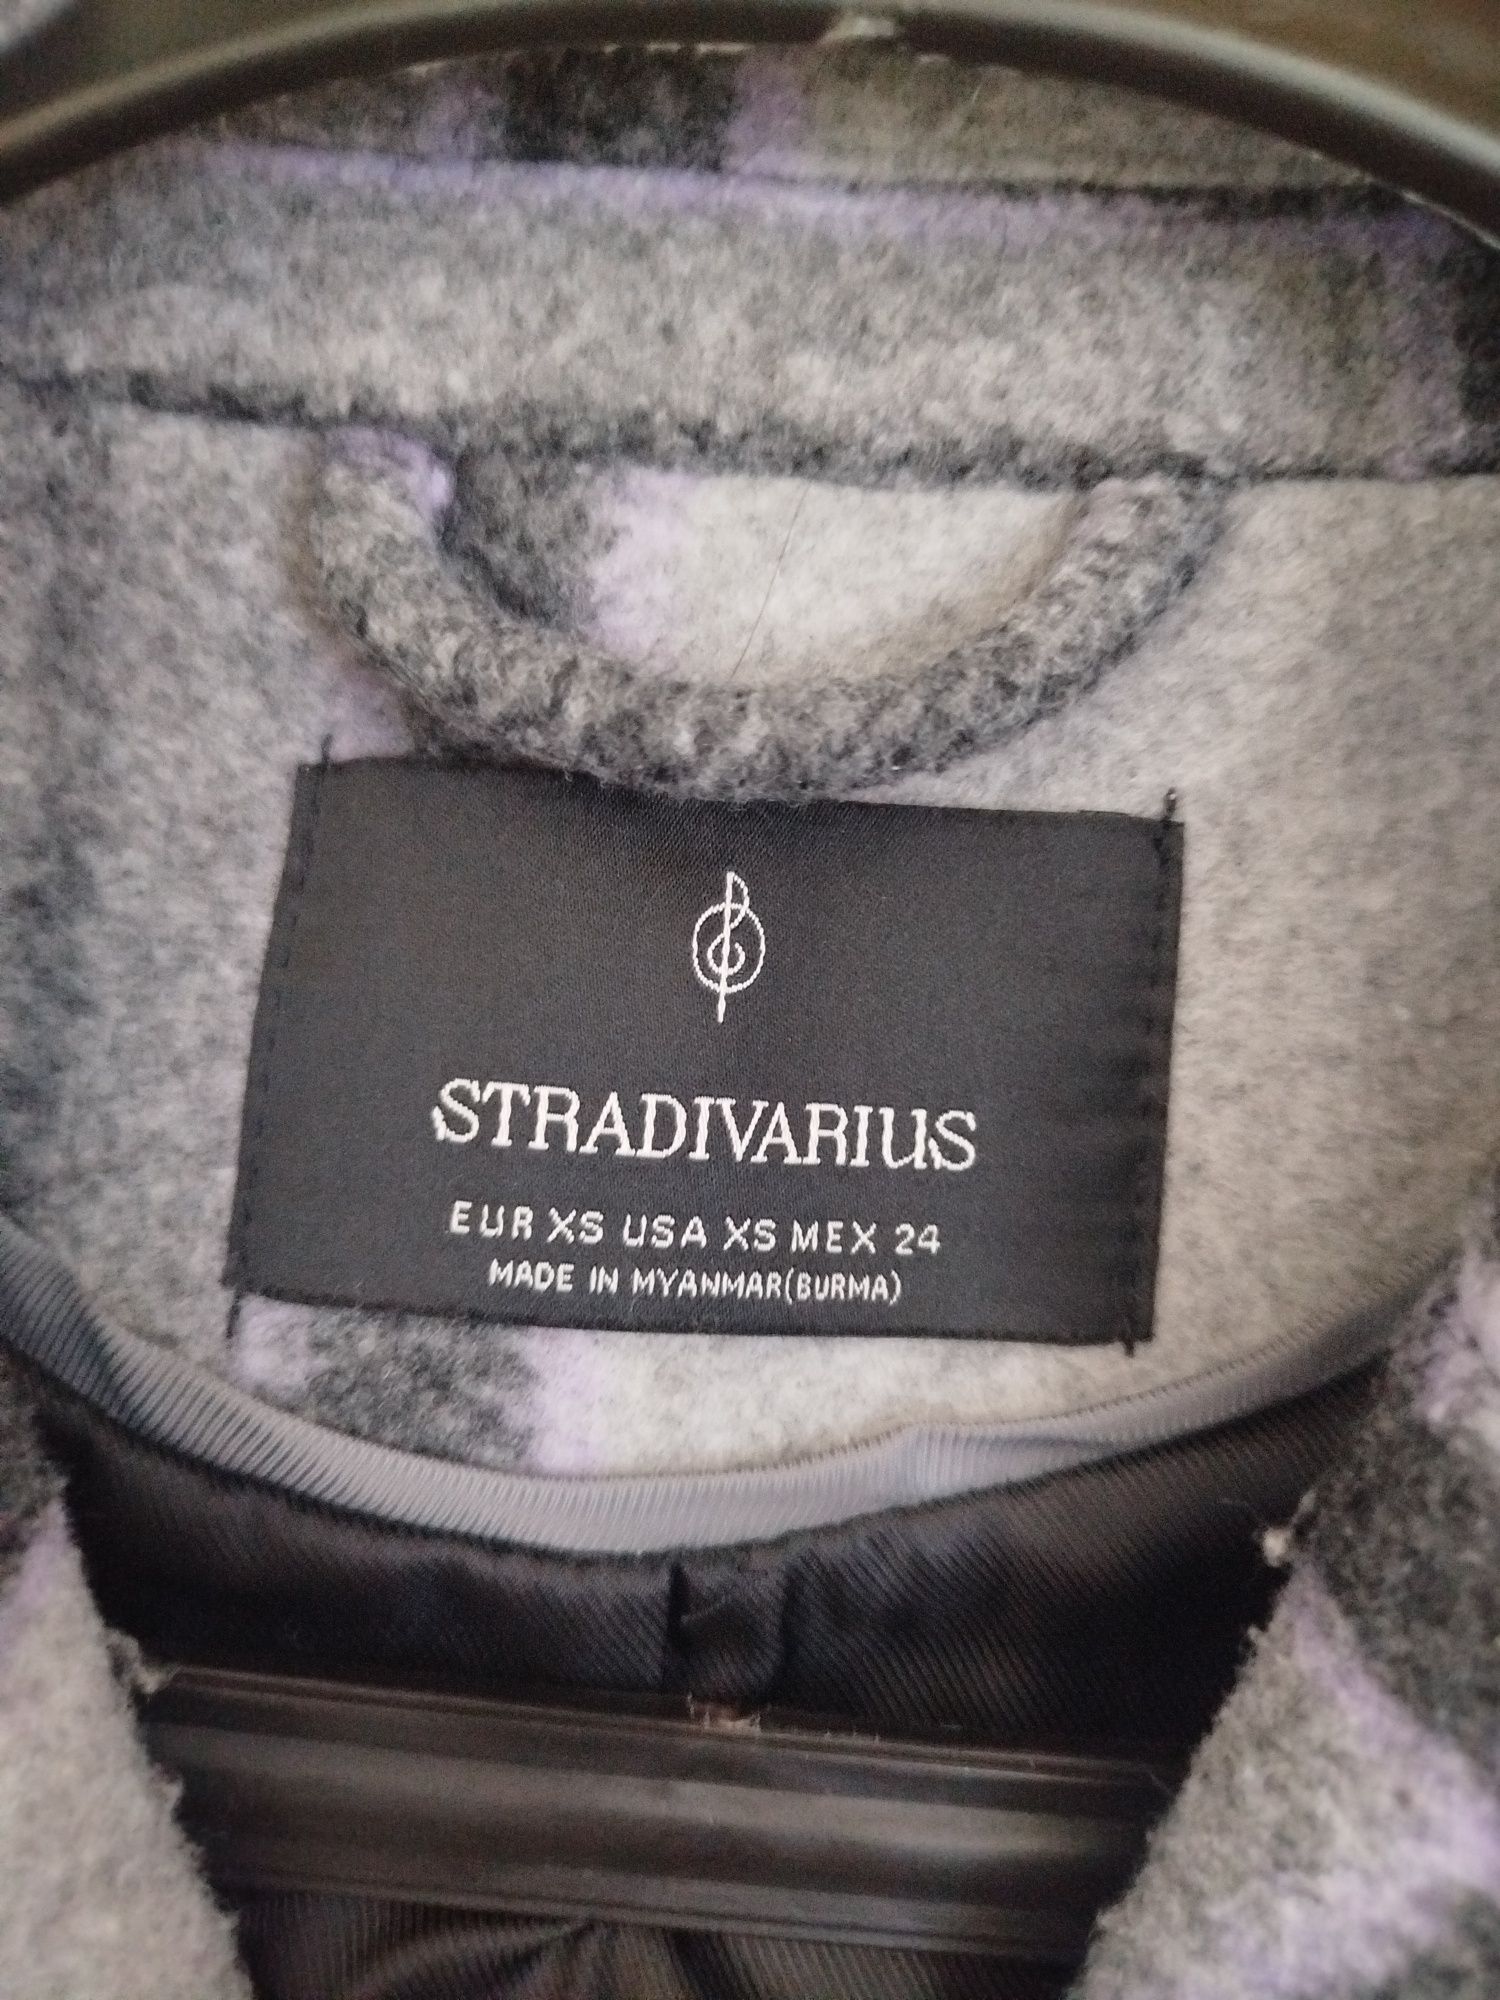 STRADIVARIUS
EUR XS USA XS MEX 24
MADE IN MYANMAR(BURMA)